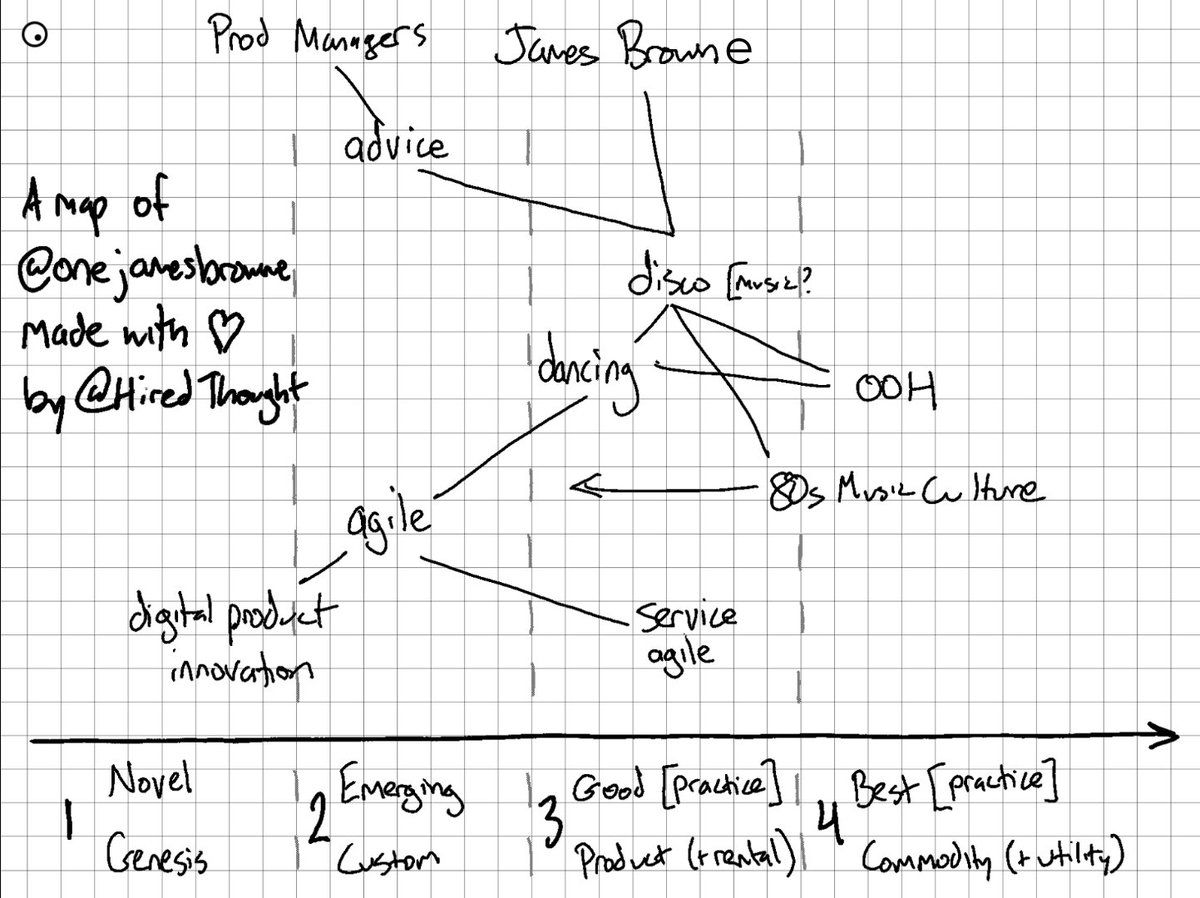 Prod Managers
James Browne
advice
A map of
@onejamesbrowne
Made with ♡
by @HiredThought
disco [music?
dancing
OOH
80s Music Culture
agile
digital product
innovation
service
agile
1
Novel
Genesis
2
Emerging
Custom
3
Good [practice]
Product (+rental)
4
Best [practice]
Commodity (+utility)